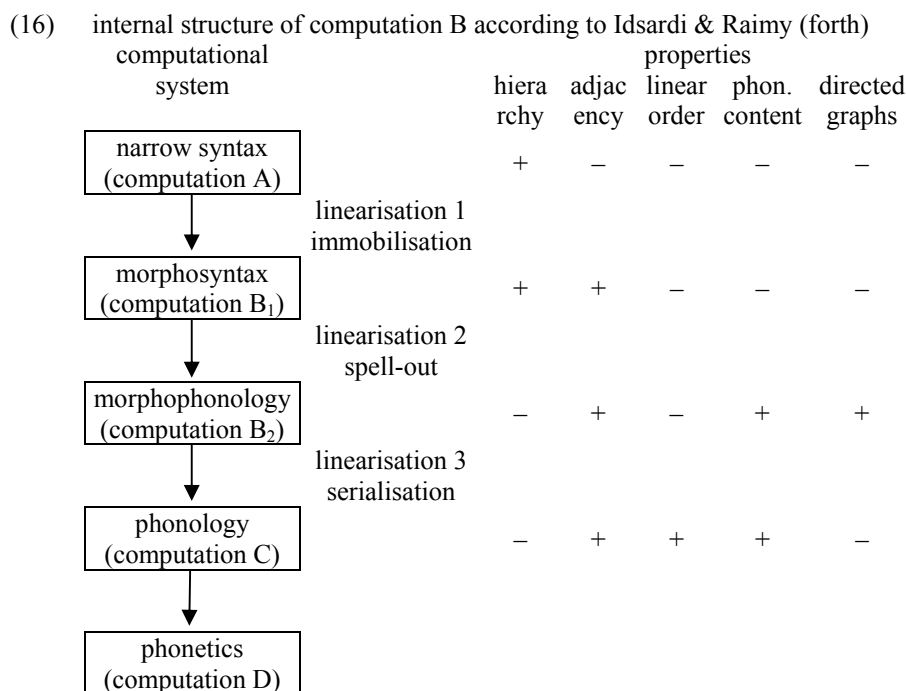 (16) internal structure of computation B according to Idsardi & Raimy (forth)
computational properties
system hiera adjac linear phon. directed
rchy ency order content graphs
narrow syntax + – – – –
(computation A)
linearisation 1
immobilisation
morphosyntax + + – – –
(computation B₁)
linearisation 2
spell-out
morphophonology – + – + +
(computation B₂)
linearisation 3
serialisation
phonology – + + + –
(computation C)
phonetics
(computation D)